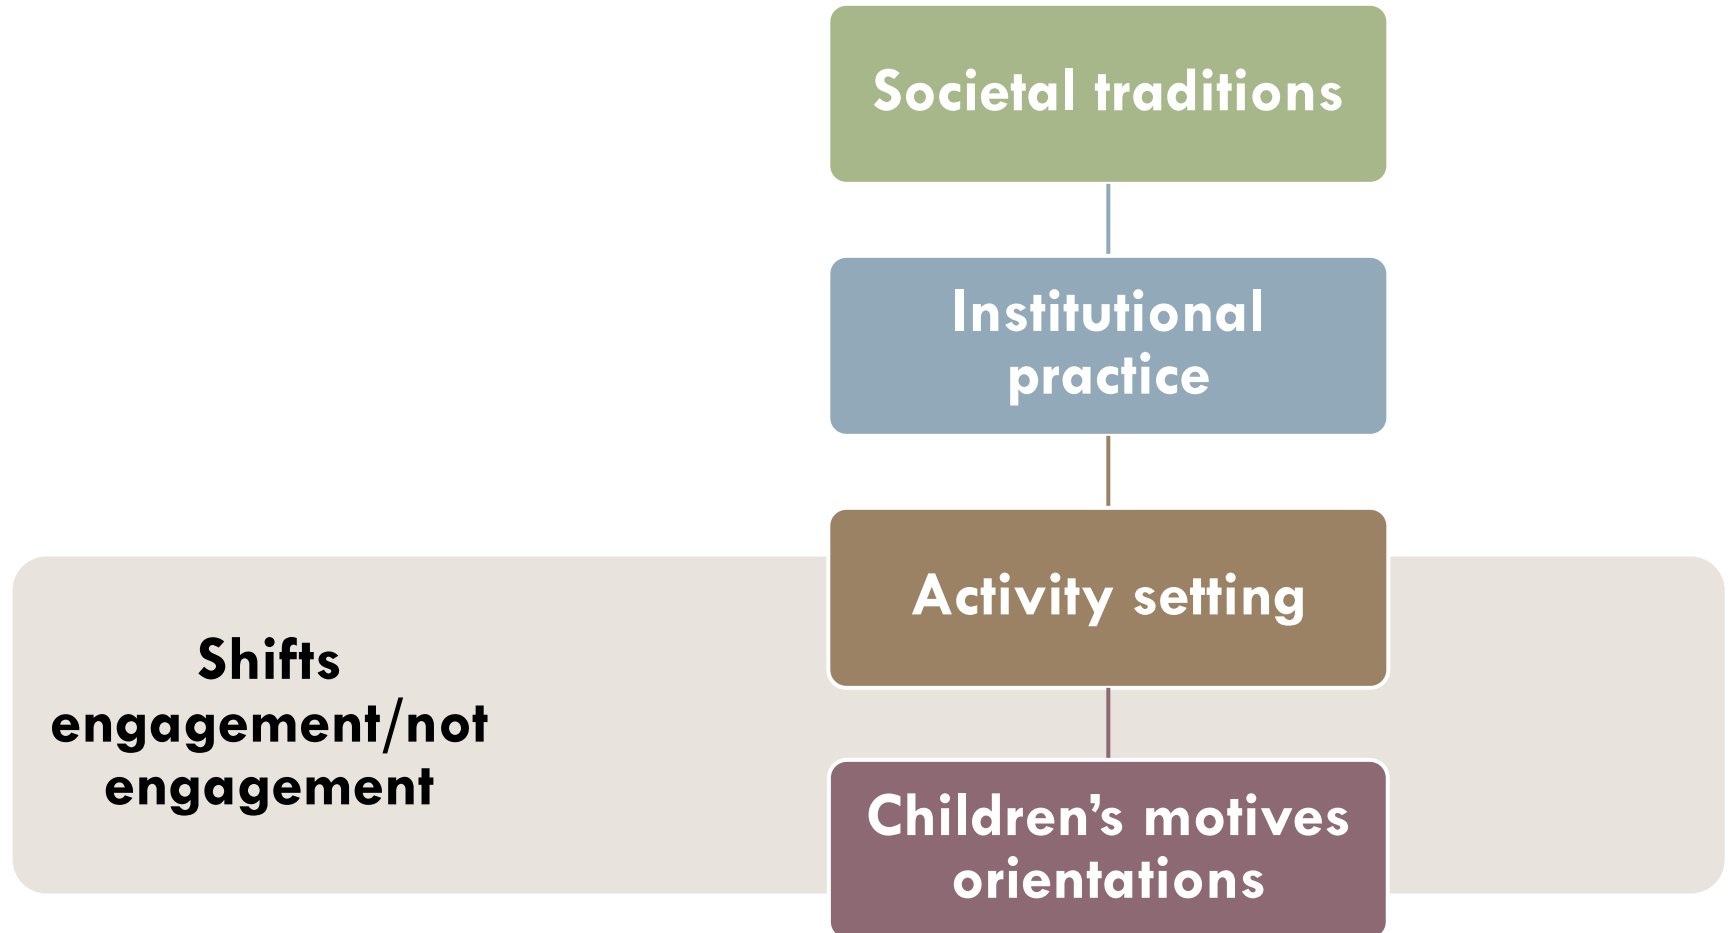 Societal traditions
Institutional
practice
Activity setting
Shifts
engagement/not
engagement
Children’s motives
orientations